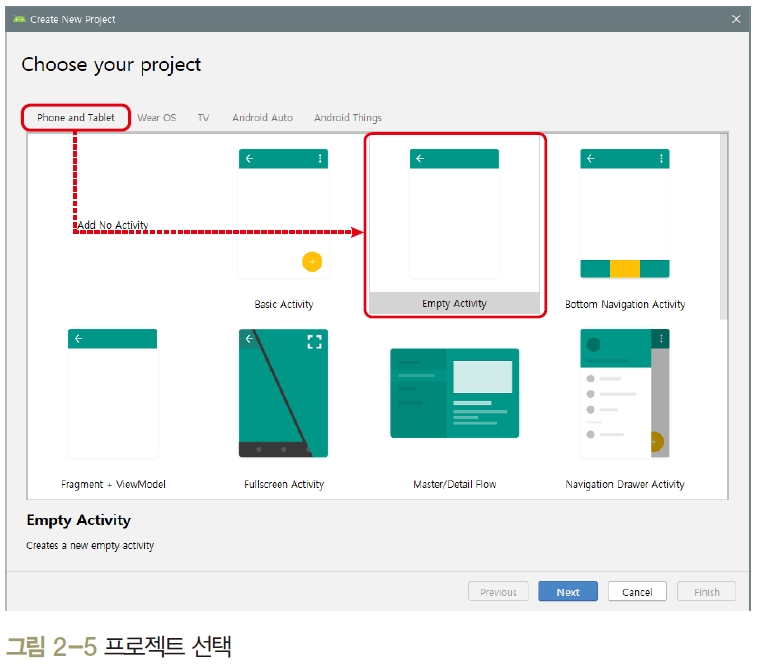 Create New Project
Choose your project
Phone and Tablet Wear OS TV Android Auto Android Things
Add No Activity
Basic Activity Empty Activity Bottom Navigation Activity
Fragment + ViewModel Fullscreen Activity Master/Detail Flow Navigation Drawer Activity
Empty Activity
Creates a new empty activity
Previous Next Cancel Finish
그림 2-5 프로젝트 선택